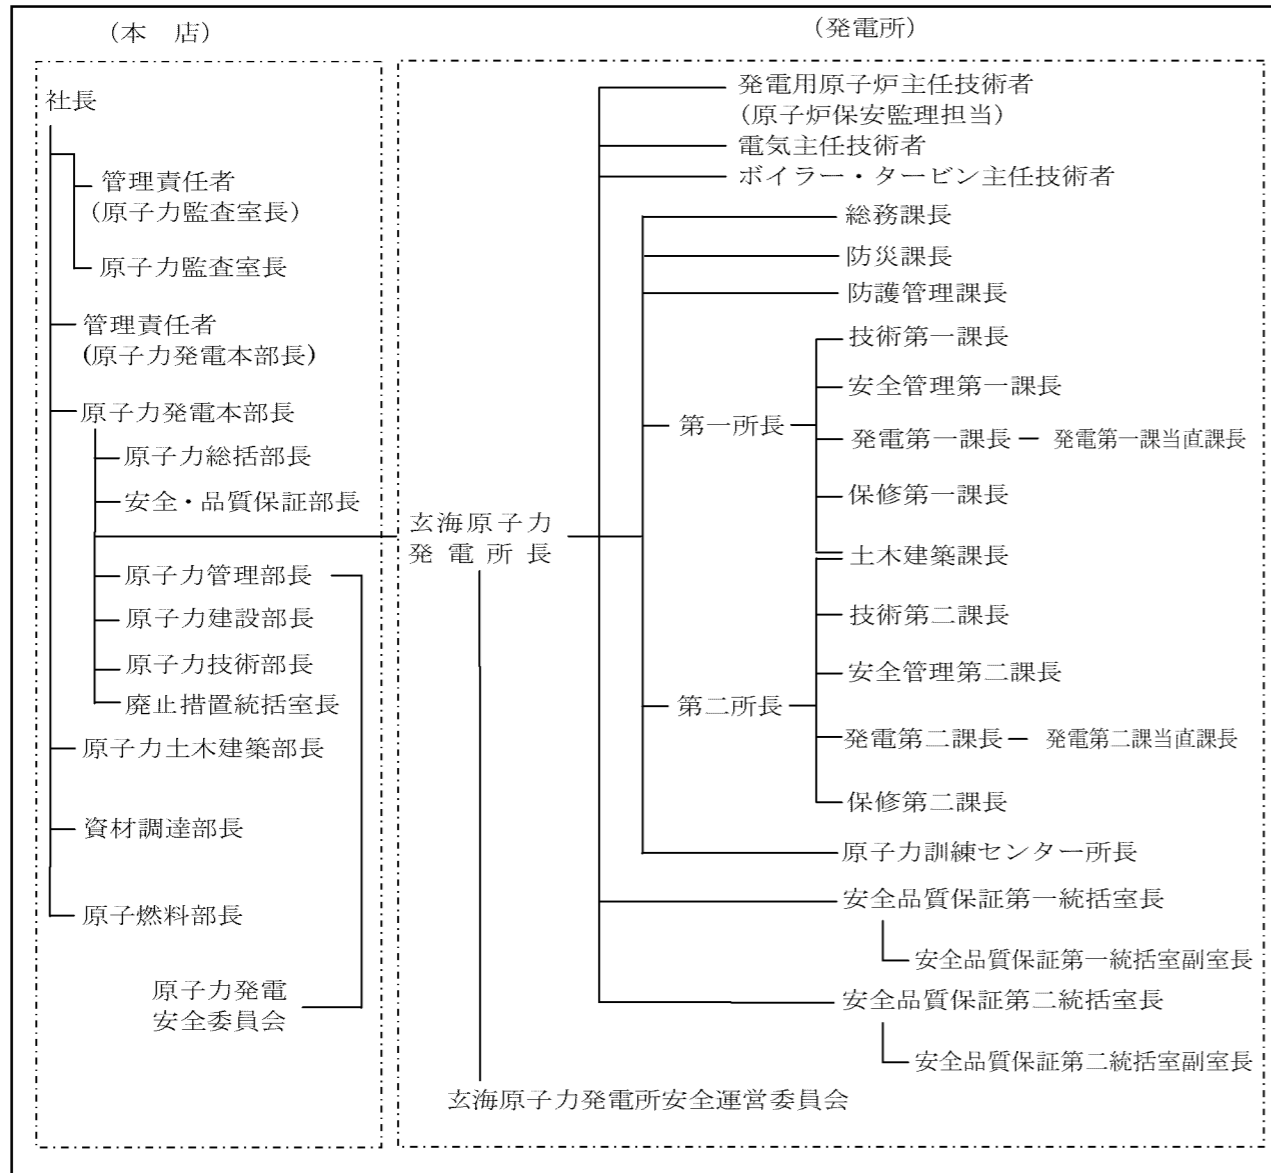 (本　店)
社長
管理責任者
(原子力監査室長)
原子力監査室長
管理責任者
(原子力発電本部長)
原子力発電本部長
原子力総括部長
安全・品質保証部長
原子力管理部長
原子力建設部長
原子力技術部長
廃止措置統括室長
原子力土木建築部長
資材調達部長
原子燃料部長
原子力発電
安全委員会
(発電所)
玄海原子力
発電所長
発電用原子炉主任技術者
(原子炉保安監理担当)
電気主任技術者
ボイラー・タービン主任技術者
総務課長
防災課長
防護管理課長
第一所長
技術第一課長
安全管理第一課長
発電第一課長 ー 発電第一課当直課長
保修第一課長
土木建築課長
第二所長
技術第二課長
安全管理第二課長
発電第二課長 ー 発電第二課当直課長
保修第二課長
原子力訓練センター所長
安全品質保証第一統括室長
安全品質保証第一統括室副室長
安全品質保証第二統括室長
安全品質保証第二統括室副室長
玄海原子力発電所安全運営委員会